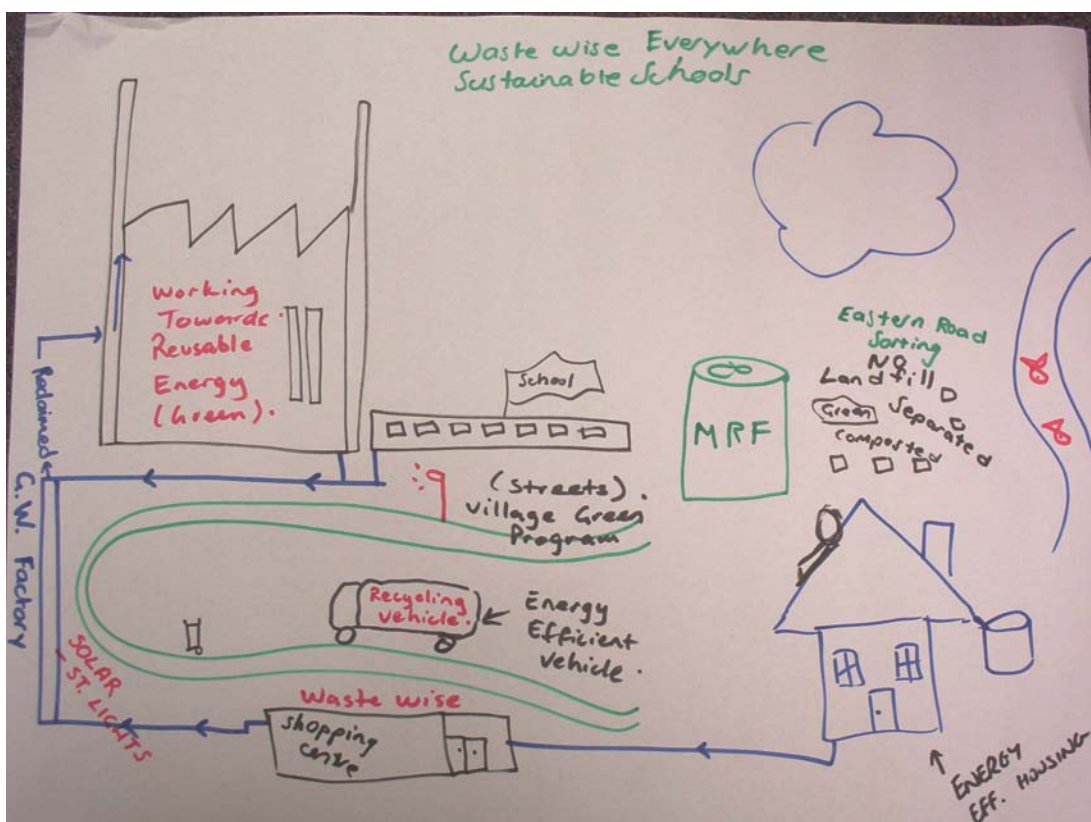 Waste wise Everywhere
Sustainable Schools
Working
Towards
Reusable
Energy
(Green).
School
MRF
Eastern Road
Sorting
NO
Landfill
Green
Separated
Composted
Reclaimed
G.W. Factory
(Streets).
Village Green
Program
Recycling
Vehicle.
Energy
Efficient
Vehicle.
SOLAR
ST. LIGHTS
Waste wise
Shopping
centre
ENERGY
EFF. HOUSING